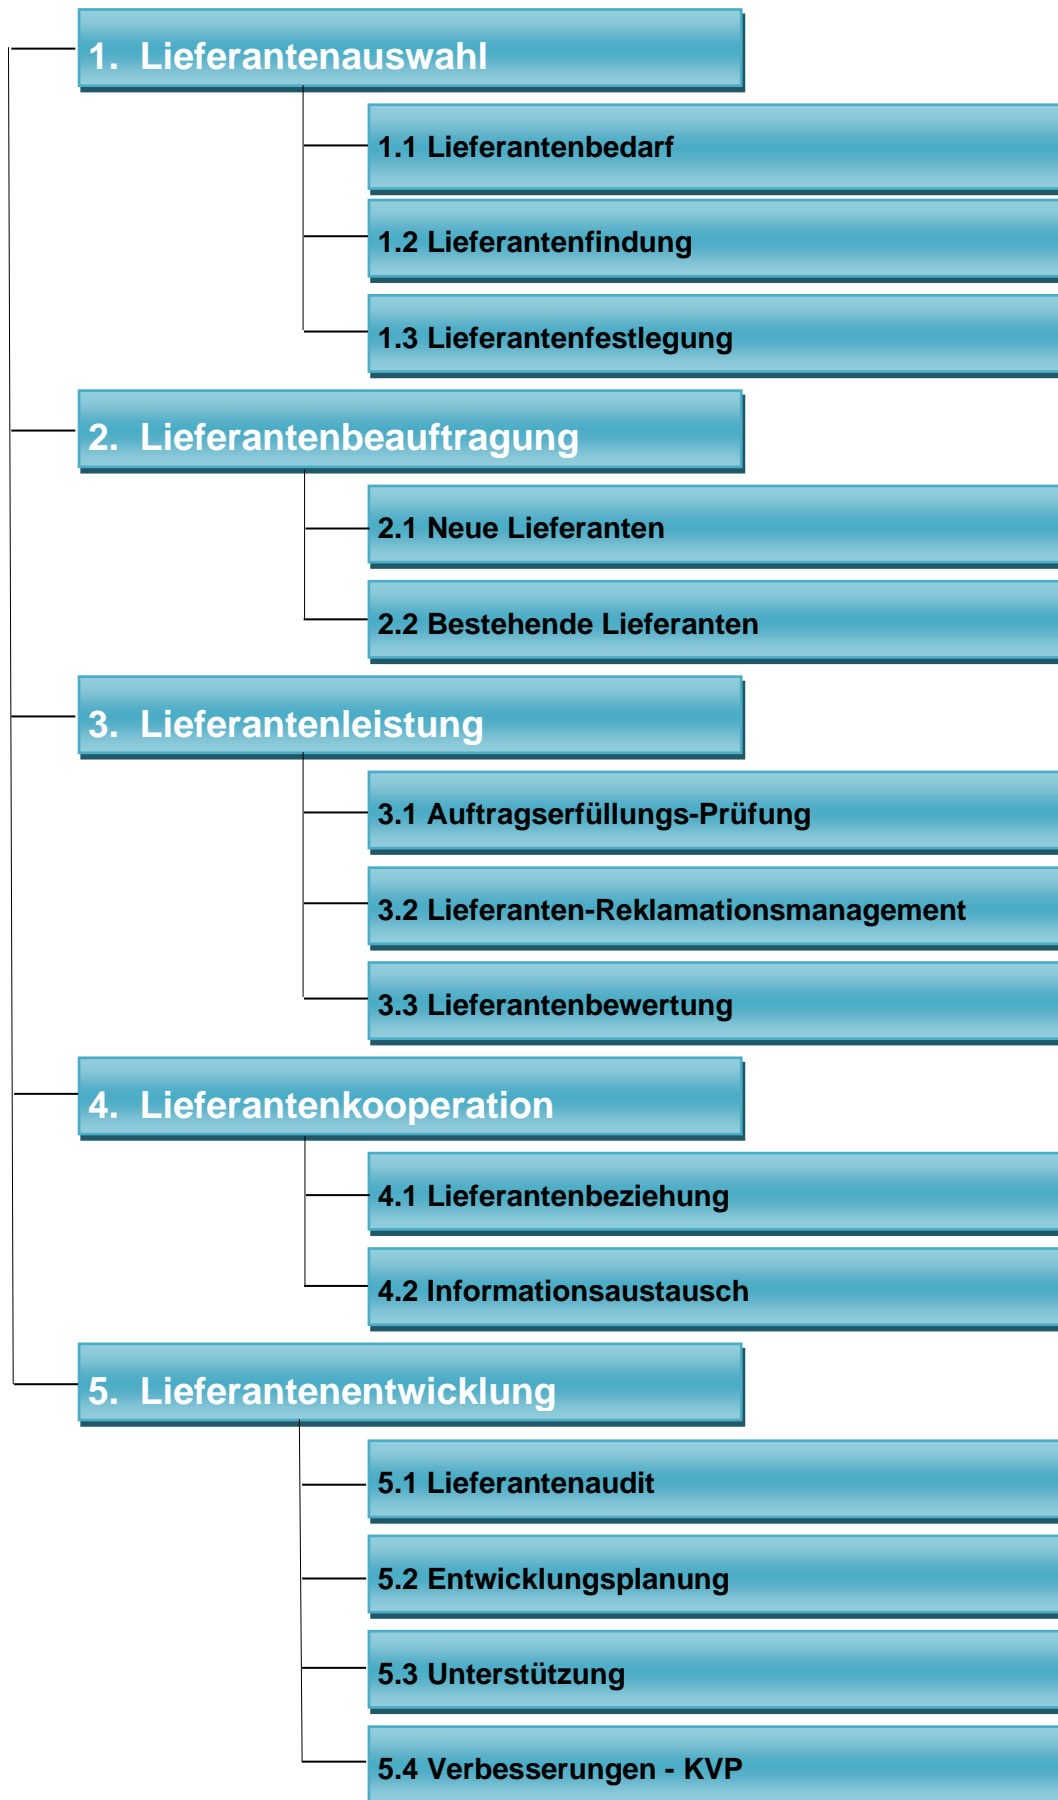 1. Lieferantenauswahl
1.1 Lieferantenbedarf
1.2 Lieferantenfindung
1.3 Lieferantenfestlegung
2. Lieferantenbeauftragung
2.1 Neue Lieferanten
2.2 Bestehende Lieferanten
3. Lieferantenleistung
3.1 Auftragserfüllungs-Prüfung
3.2 Lieferanten-Reklamationsmanagement
3.3 Lieferantenbewertung
4. Lieferantenkooperation
4.1 Lieferantenbeziehung
4.2 Informationsaustausch
5. Lieferantenentwicklung
5.1 Lieferantenaudit
5.2 Entwicklungsplanung
5.3 Unterstützung
5.4 Verbesserungen - KVP